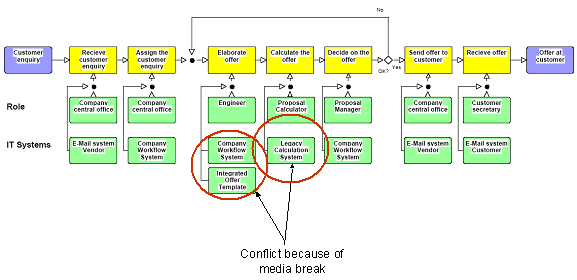 No
Customer
enquiry
Recieve
customer
enquiry
Assign the
customer
enquiry
Elaborate
offer
Calculate the
offer
Decide on the
offer
OK?
Yes
Send offer to
customer
Recieve offer
Offer at
customer
Role
Company
central office
Company
central office
Engineer
Proposal
Calculator
Proposal
Manager
Company
central office
Customer
secretary
IT Systems
E-Mail system
Vendor
Company
Workflow
System
Company
Workflow
System
Legacy
Calculation
System
Company
Workflow
System
E-Mail system
Vendor
E-Mail system
Customer
Integrated
Offer
Template
Conflict because of
media break